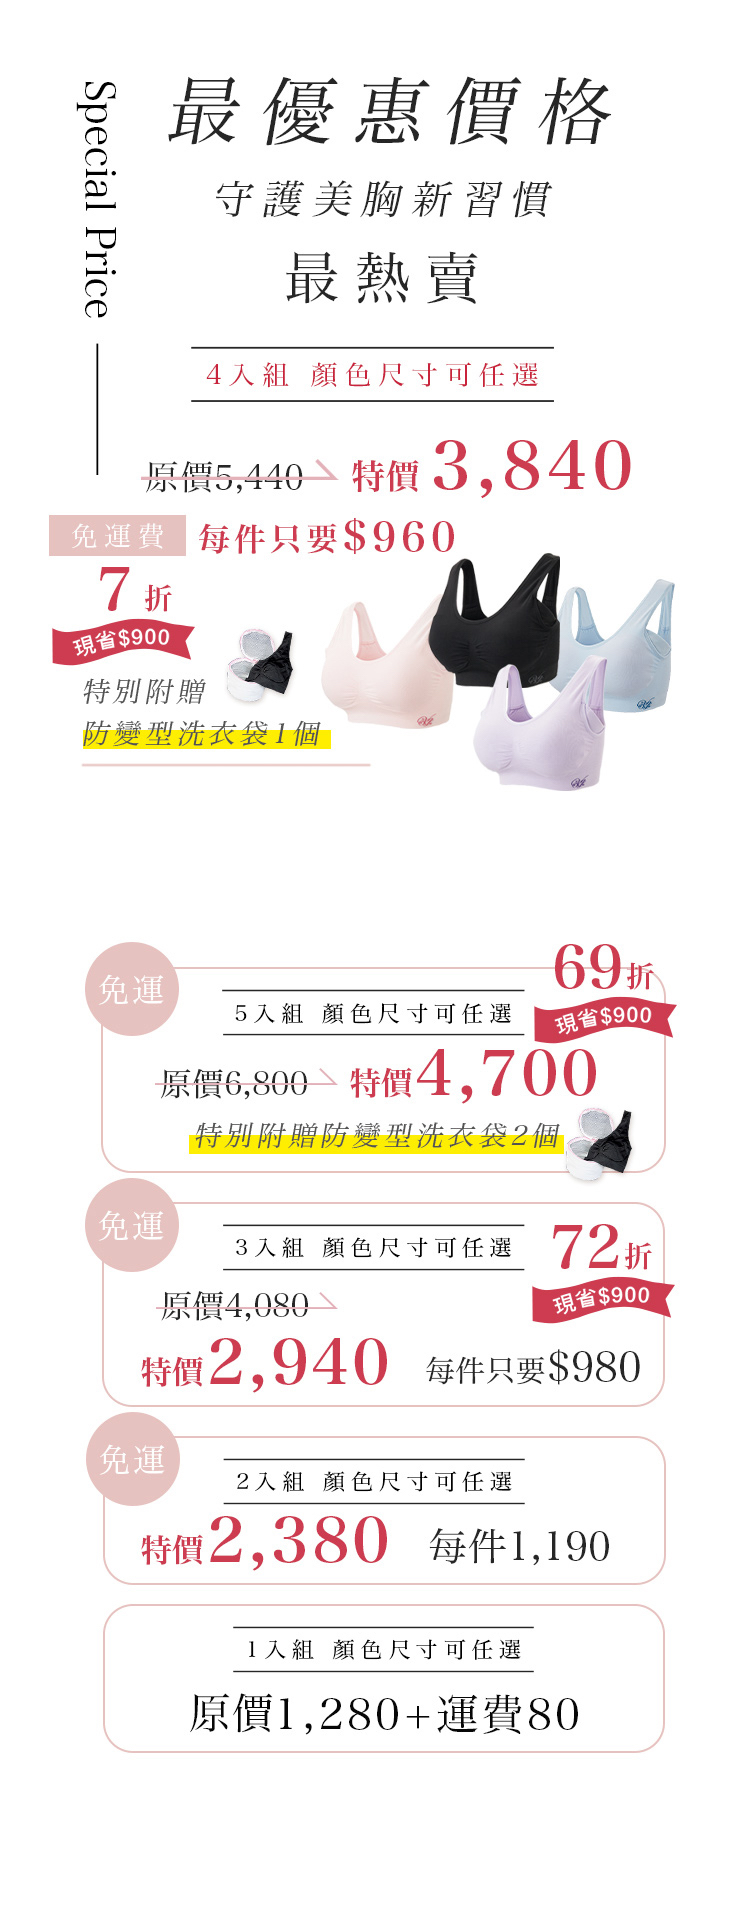 Special Price
最優惠價格
守護美胸新習慣
最熱賣
4入組 顏色尺寸可任選
原價5,440 特價3,840
免運費 每件只要$960
7折
現省$900
特別附贈
防變型洗衣袋1個
免運
69折
現省$900
5入組 顏色尺寸可任選
原價6,800 特價4,700
特別附贈防變型洗衣袋2個
免運
72折
現省$900
3入組 顏色尺寸可任選
原價4,080
特價2,940 每件只要$980
免運
2入組 顏色尺寸可任選
特價2,380 每件1,190
1入組 顏色尺寸可任選
原價1,280+運費80